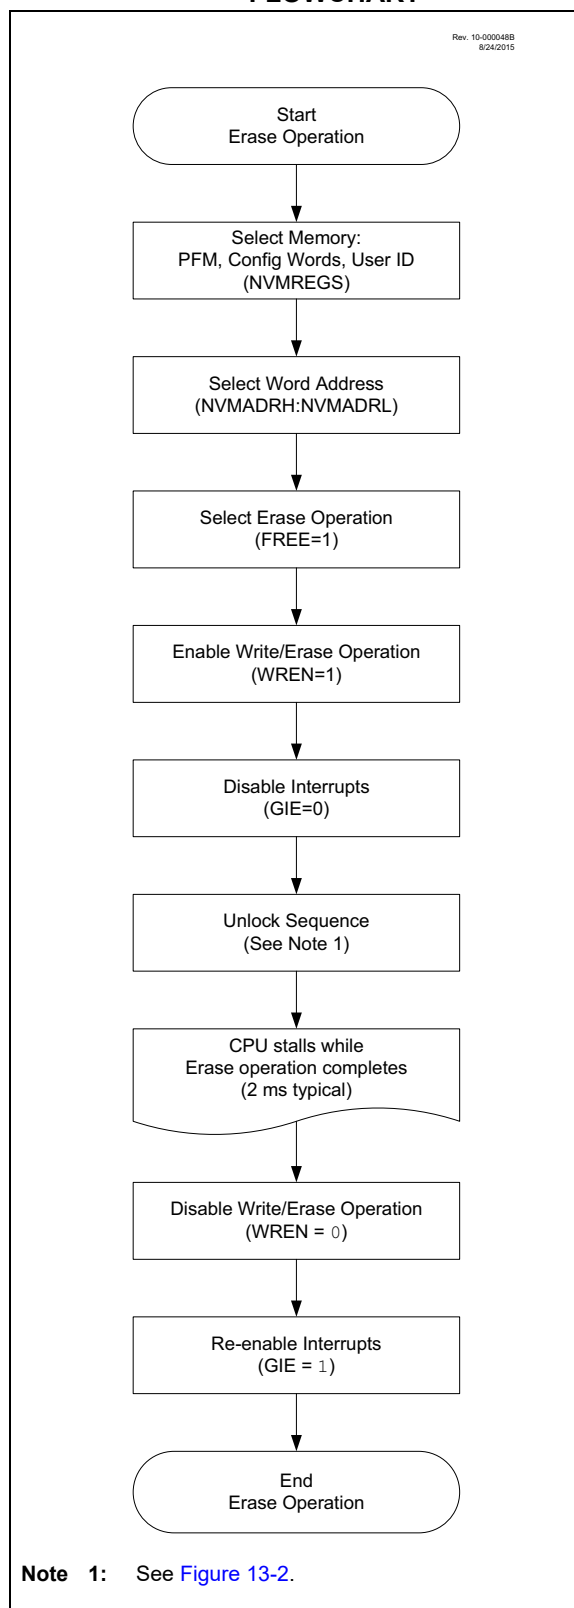 FLOWCHART
Rev. 10-000048B
8/24/2015
Start
Erase Operation
Select Memory:
PFM, Config Words, User ID
(NVMREGS)
Select Word Address
(NVMADRH:NVMADRL)
Select Erase Operation
(FREE=1)
Enable Write/Erase Operation
(WREN=1)
Disable Interrupts
(GIE=0)
Unlock Sequence
(See Note 1)
CPU stalls while
Erase operation completes
(2 ms typical)
Disable Write/Erase Operation
(WREN = 0)
Re-enable Interrupts
(GIE = 1)
End
Erase Operation
Note 1: See Figure 13-2.